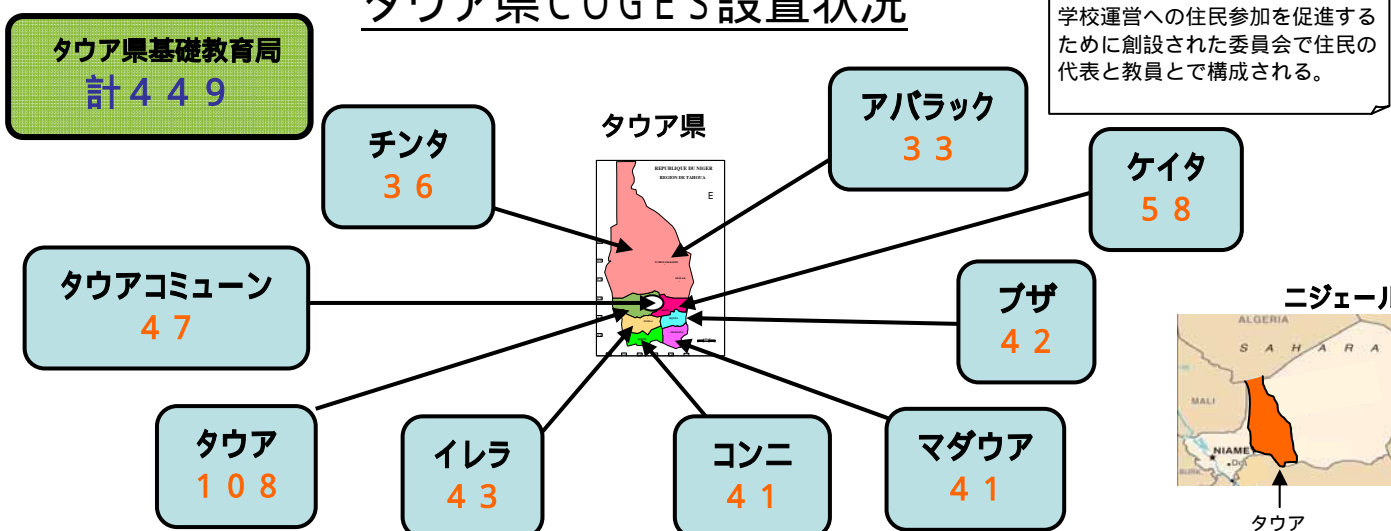 タウア県COGES設置状況
学校運営への住民参加を促進する
ために創設された委員会で住民の
代表と教員とで構成される。
タウア県基礎教育局
計449
チンタ
36
タウア県
アバラック
33
ケイタ
58
REPUBLIQUE DU NIGER
REGION DE TAHOUA
E
タウアコミューン
47
ブザ
42
ニジェール
ALGERIA
SAHARA
MALI
NIAMEY
タウア
タウア
108
イレラ
43
コンニ
41
マダウア
41